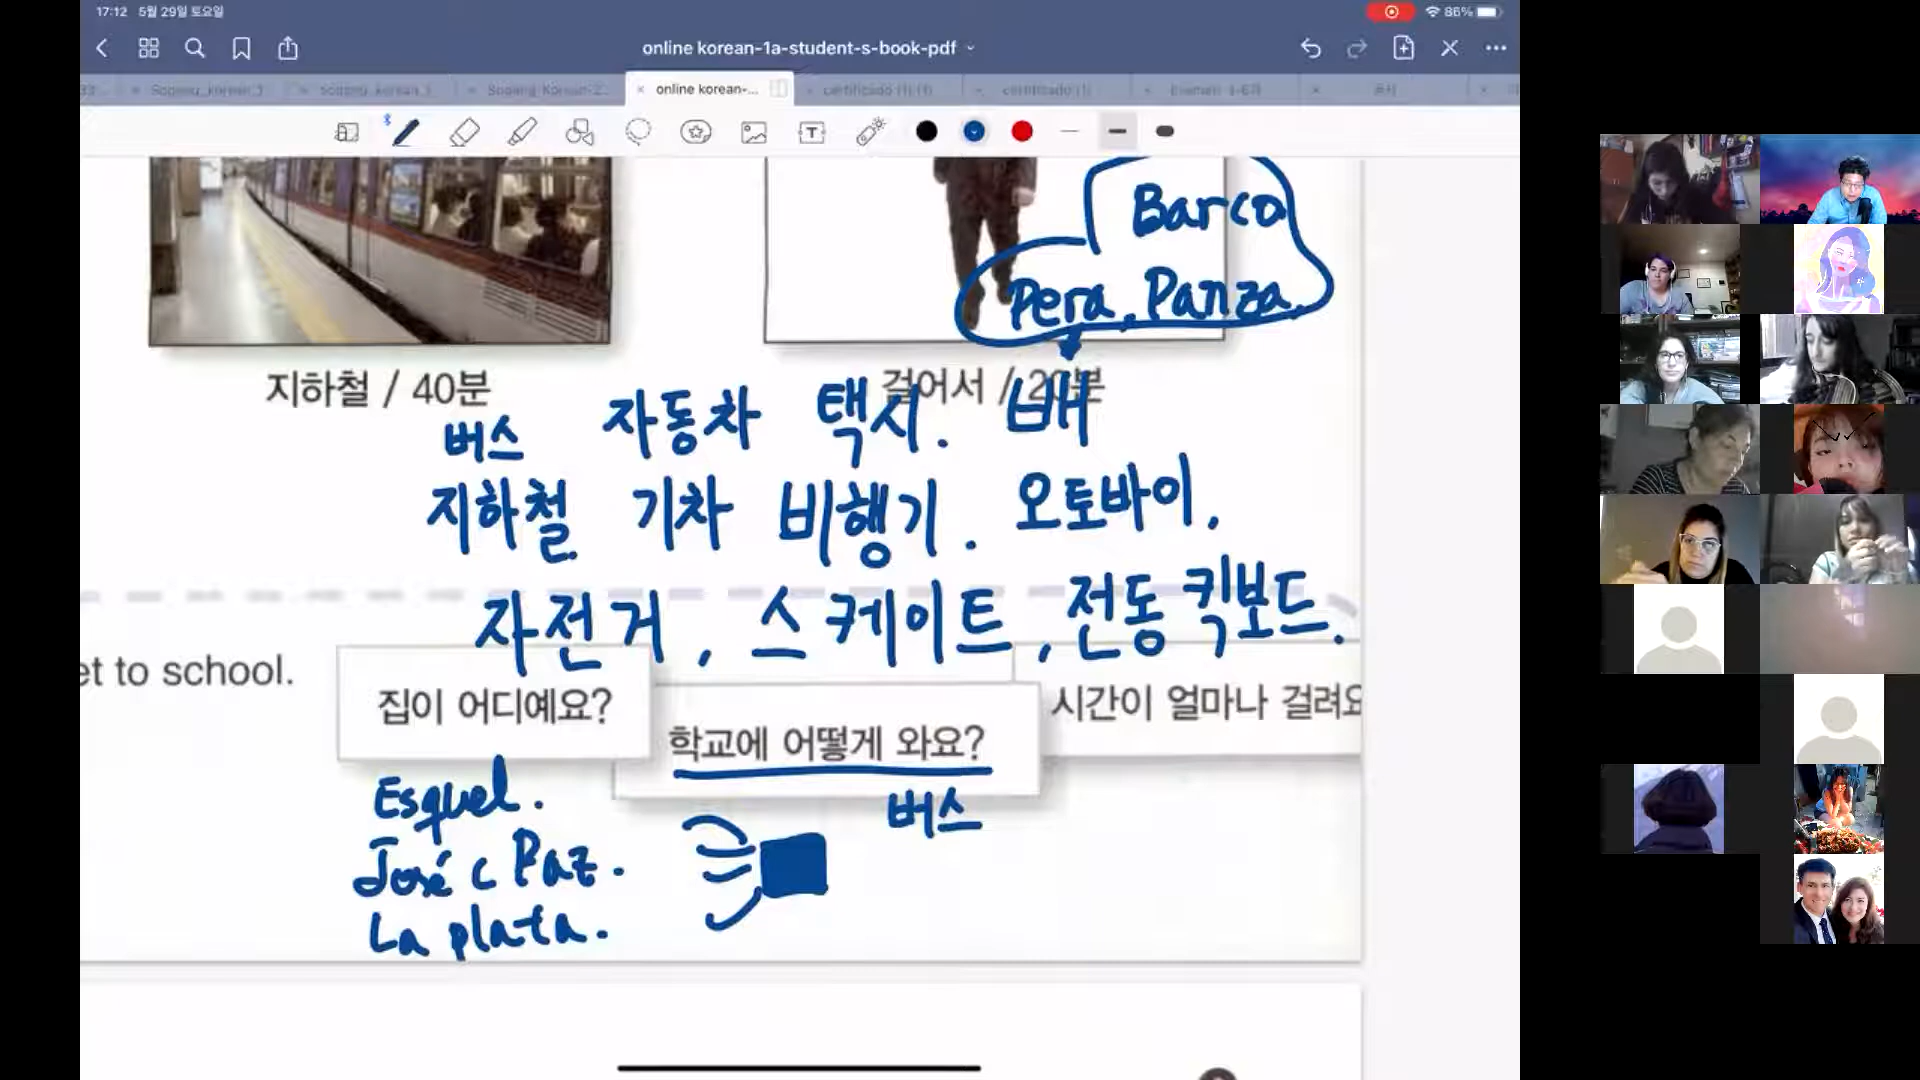 17:12 5월 29일 토요일
86%
online korean-1a-student-s-book-pdf
online korean-...
certificado (1) (1)
certificado (1)
Barco
Pera, Panza
지하철 / 40분
걸어서 / 20분
버스 자동차 택시. 배
지하철 기차 비행기. 오토바이,
자전거, 스케이트, 전동킥보드.
et to school.
집이 어디예요?
학교에 어떻게 와요?
시간이 얼마나 걸려요
버스
Esquel.
José c Paz.
La plata.